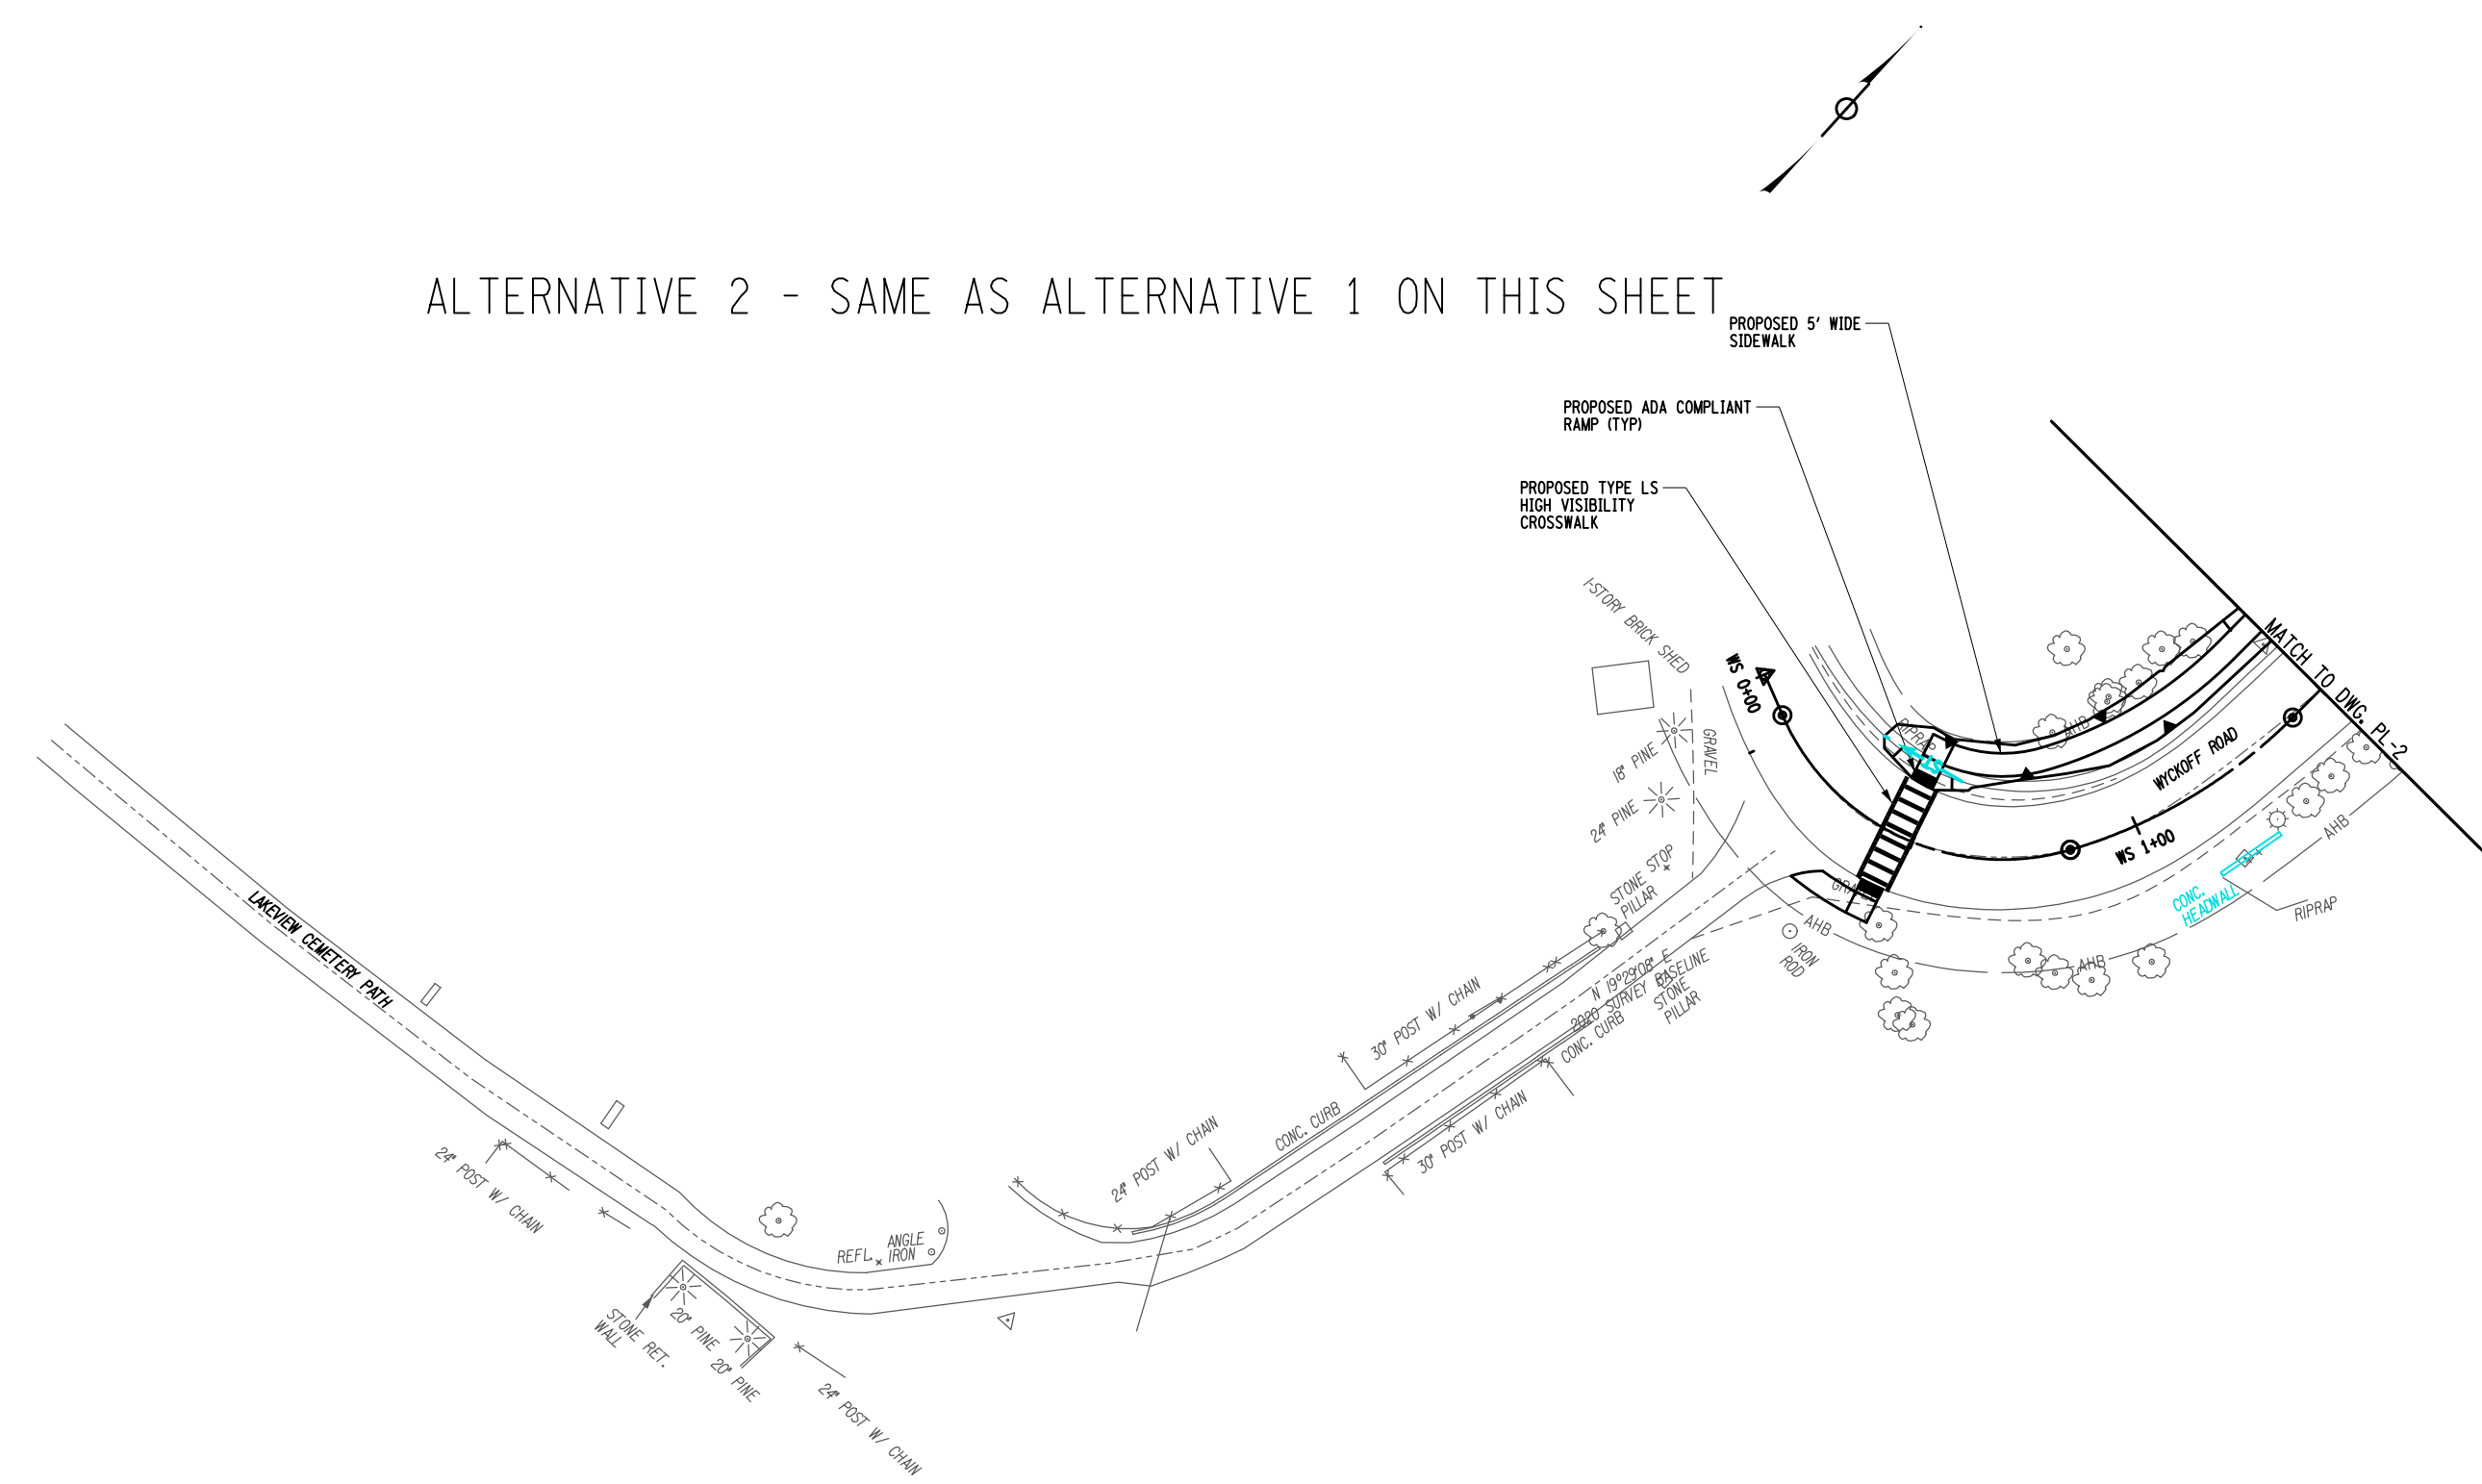 ALTERNATIVE 2 - SAME AS ALTERNATIVE 1 ON THIS SHEET
PROPOSED 5' WIDE
SIDEWALK
PROPOSED ADA COMPLIANT
RAMP (TYP)
PROPOSED TYPE LS
HIGH VISIBILITY
CROSSWALK
1-STORY BRICK SHED
WS 0+00
MATCH TO DWG. PL-2
RIPRAP
AHB
WYCKOFF ROAD
GRAVEL
18" PINE
ST
24" PINE
WS 1+00
AHB
CONC.
HEADWALL
RIPRAP
STONE STOP
PILLAR
GRAVEL
AHB
IRON
ROD
AHB
LAKEVIEW CEMETERY PATH
N 19°29'08" E
2020 SURVEY BASELINE
STONE
PILLAR
CONC. CURB
30" POST W/ CHAIN
30" POST W/ CHAIN
CONC. CURB
24" POST W/ CHAIN
24" POST W/ CHAIN
REFL.
ANGLE
IRON
STONE RET.
WALL
20" PINE
20" PINE
24" POST W/ CHAIN